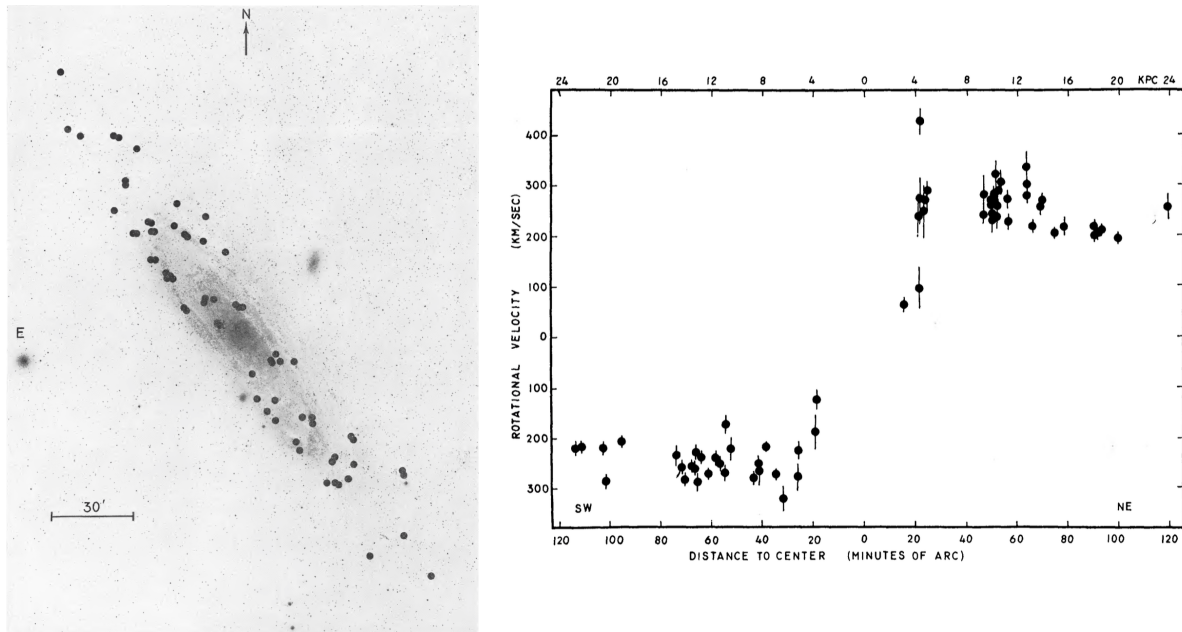 N
E
30'
24 20 16 12 8 4 0 4 8 12 16 20 KPC 24
ROTATIONAL VELOCITY (KM/SEC)
400
300
200
100
0
100
200
300
SW NE
120 100 80 60 40 20 0 20 40 60 80 100 120
DISTANCE TO CENTER (MINUTES OF ARC)